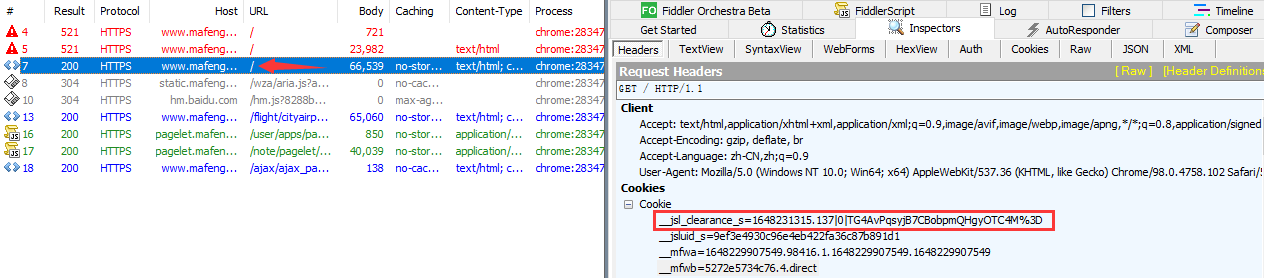 # Result Protocol Host URL Body Caching Content-Type Process
4 521 HTTPS www.mafeng... / 721 chrome:28347
5 521 HTTPS www.mafeng... / 23,982 text/html chrome:28347
7 200 HTTPS www.mafeng... / 66,539 no-stor... text/html; c... chrome:28347
8 304 HTTPS static.mafeng... /wza/aria.js?a... 0 no-cac... chrome:28347
10 304 HTTPS hm.baidu.com /hm.js?8288b... 0 max-ag... chrome:28347
13 200 HTTPS www.mafeng... /flight/cityairp... 65,060 no-stor... text/html; c... chrome:28347
16 200 HTTPS pagelet.mafen... /user/apps/pa... 850 no-stor... application/... chrome:28347
17 200 HTTPS pagelet.mafen... /note/pagelet/... 40,039 no-stor... application/... chrome:28347
18 200 HTTPS www.mafeng... /ajax/ajax_pa... 138 no-cac... text/html; c... chrome:28347
FO Fiddler Orchestra Beta JS FiddlerScript Log Filters Timeline
Get Started Statistics Inspectors AutoResponder Composer
Headers TextView SyntaxView WebForms HexView Auth Cookies Raw JSON XML
Request Headers [ Raw ] [Header Definitions
GET / HTTP/1.1
Client
Accept: text/html,application/xhtml+xml,application/xml;q=0.9,image/avif,image/webp,image/apng,*/*;q=0.8,application/signed
Accept-Encoding: gzip, deflate, br
Accept-Language: zh-CN,zh;q=0.9
User-Agent: Mozilla/5.0 (Windows NT 10.0; Win64; x64) AppleWebKit/537.36 (KHTML, like Gecko) Chrome/98.0.4758.102 Safari/5
Cookies
Cookie
__jsl_clearance_s=1648231315.137|0|TG4AvPqsyjB7CBobpmQHgyOTC4M%3D
__jsluid_s=9ef3e4930c96e4eb422fa36c87b891d1
__mfwa=1648229907549.98416.1.1648229907549.1648229907549
__mfwb=5272e5734c76.4.direct